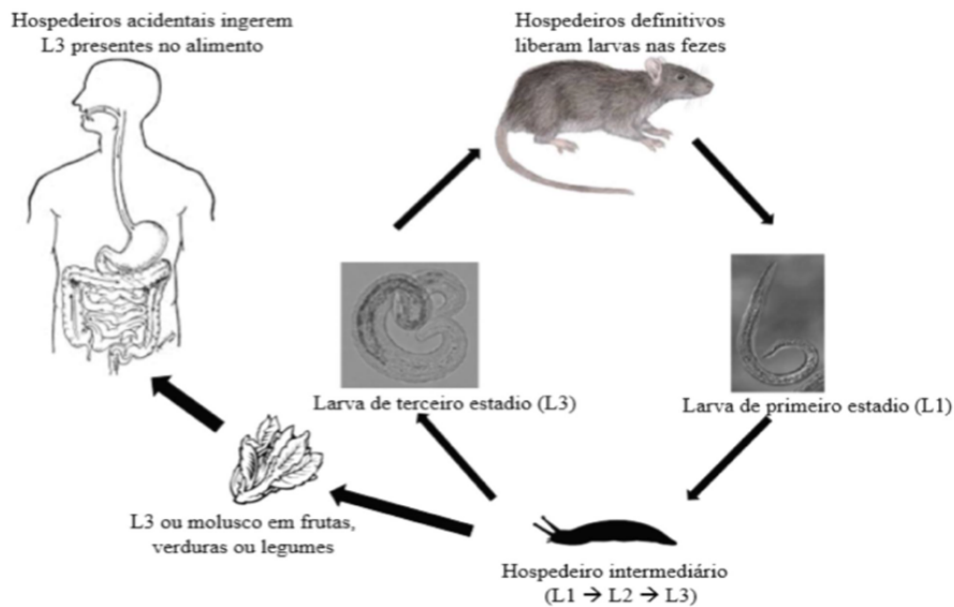 Hospedeiros acidentais ingerem
L3 presentes no alimento
Hospedeiros definitivos
liberam larvas nas fezes
Larva de terceiro estadio (L3)
Larva de primeiro estadio (L1)
L3 ou molusco em frutas,
verduras ou legumes
Hospedeiro intermediário
(L1 → L2 → L3)